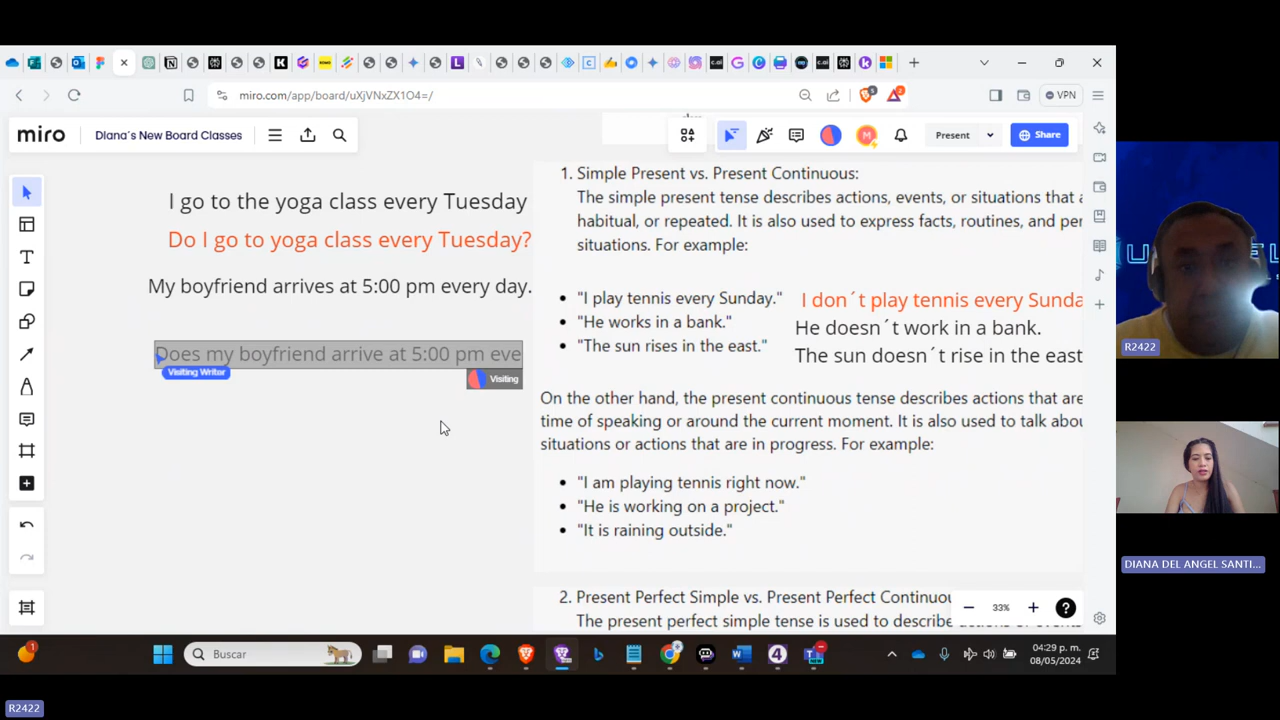 miro.com/app/board/uXjVNxZX1O4=/
VPN
miro
DIana's New Board Classes
M
Present
Share
I go to the yoga class every Tuesday
Do I go to yoga class every Tuesday?
My boyfriend arrives at 5:00 pm every day.
Does my boyfriend arrive at 5:00 pm eve
Visiting Writer
Visiting
1. Simple Present vs. Present Continuous:
The simple present tense describes actions, events, or situations that a
habitual, or repeated. It is also used to express facts, routines, and per
situations. For example:
• "I play tennis every Sunday."
• "He works in a bank."
• "The sun rises in the east."
I don´t play tennis every Sunda
He doesn´t work in a bank.
The sun doesn´t rise in the east
On the other hand, the present continuous tense describes actions that are
time of speaking or around the current moment. It is also used to talk abou
situations or actions that are in progress. For example:
• "I am playing tennis right now."
• "He is working on a project."
• "It is raining outside."
2. Present Perfect Simple vs. Present Perfect Continuou
The present perfect simple tense is used to describe
33%
Buscar
04:29 p. m.
08/05/2024
R2422
DIANA DEL ANGEL SANTI...
R2422